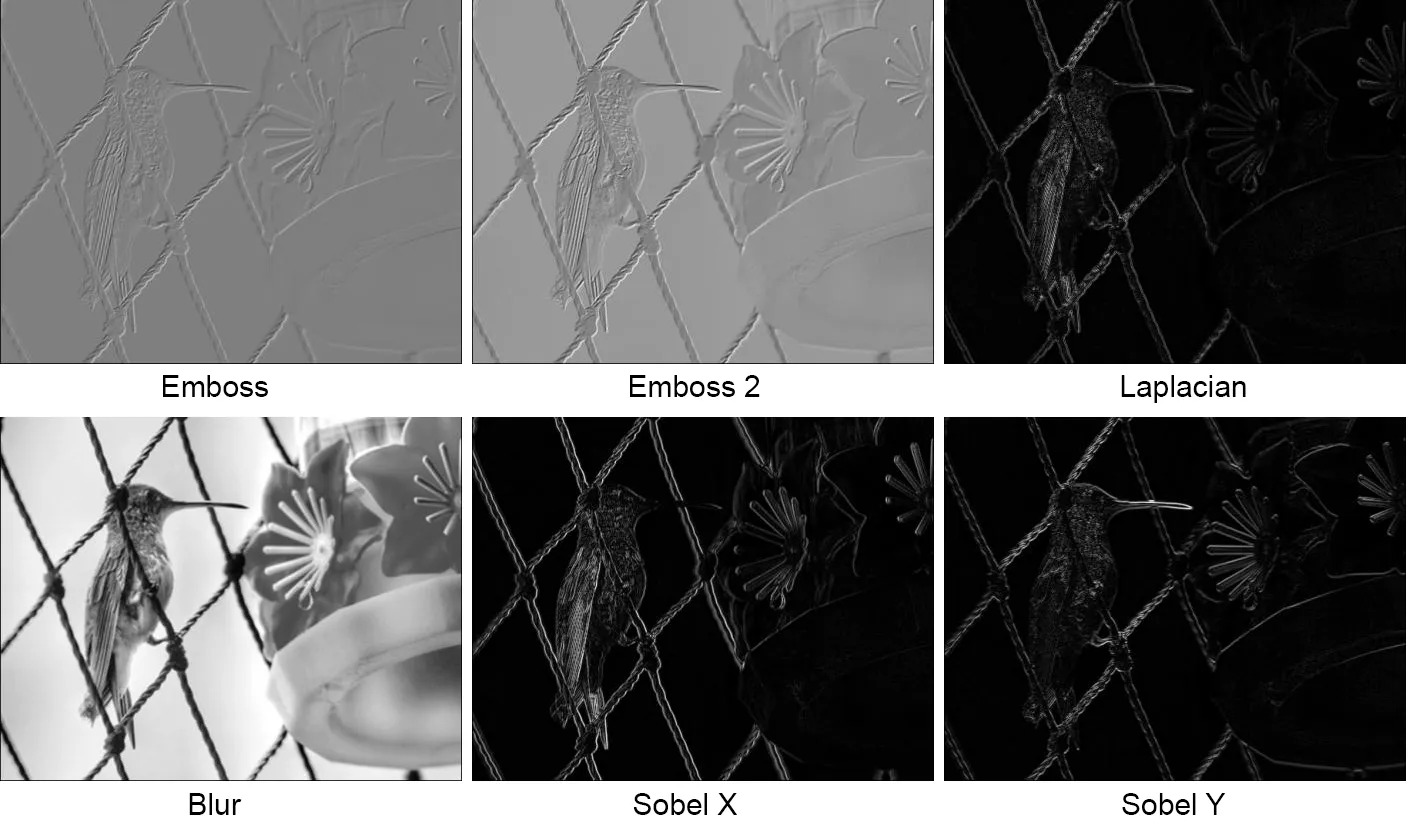 Emboss
Emboss 2
Laplacian
Blur
Sobel X
Sobel Y